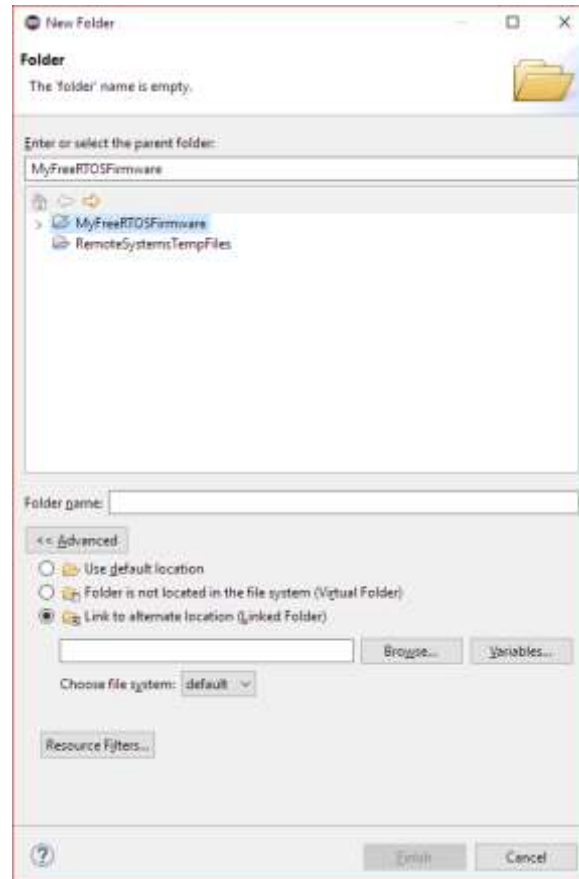 New Folder
Folder
The 'folder' name is empty.
Enter or select the parent folder:
MyFreeRTOSFirmware
MyFreeRTOSFirmware
RemoteSystemsTempFiles
Folder name:
<< Advanced
Use default location
Folder is not located in the file system (Virtual Folder)
Link to alternate location (Linked Folder)
Browse... Variables...
Choose file system: default
Resource Filters...
Finish Cancel